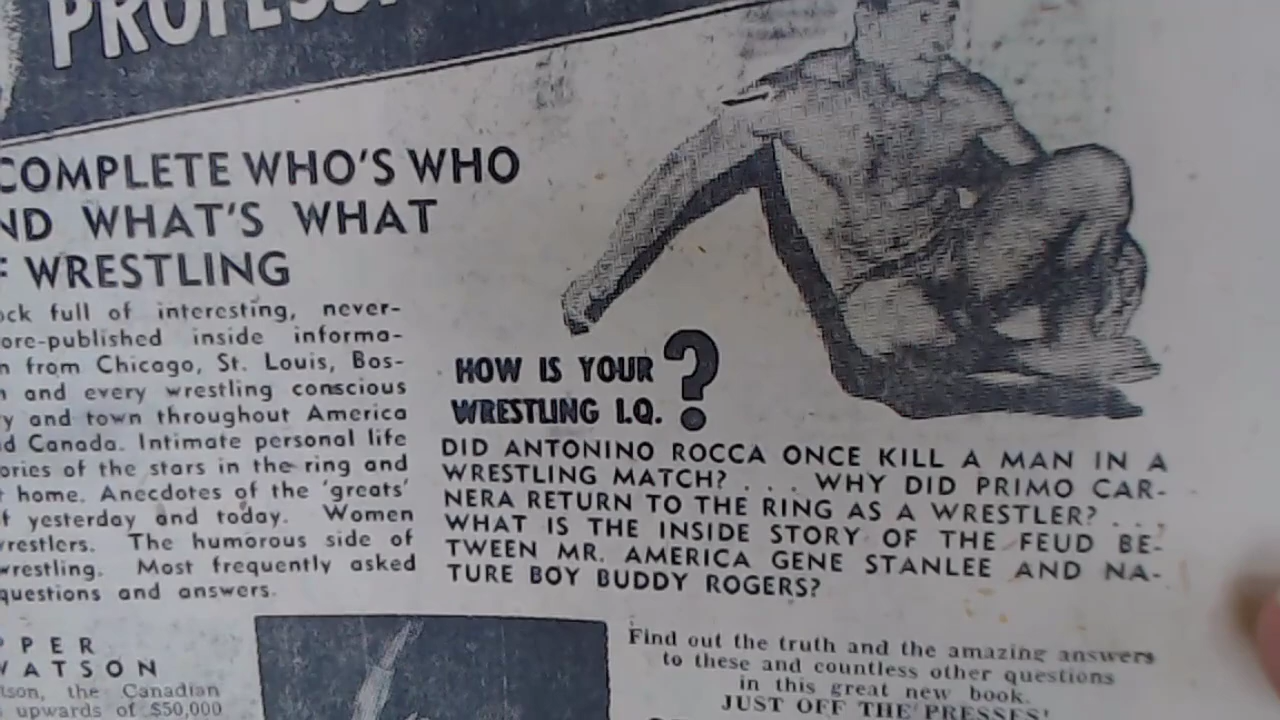 PROFESS
COMPLETE WHO'S WHO
ND WHAT'S WHAT
F WRESTLING
ock full of interesting, never-
ore-published inside informa-
n from Chicago, St. Louis, Bos-
n and every wrestling conscious
y and town throughout America
d Canada. Intimate personal life
ories of the stars in the ring and
t home. Anecdotes of the 'greats'
f yesterday and today. Women
wrestlers. The humorous side of
wrestling. Most frequently asked
questions and answers.
HOW IS YOUR
WRESTLING I.Q. ?
DID ANTONINO ROCCA ONCE KILL A MAN IN A
WRESTLING MATCH? . . . WHY DID PRIMO CAR-
NERA RETURN TO THE RING AS A WRESTLER? . . .
WHAT IS THE INSIDE STORY OF THE FEUD BE-
TWEEN MR. AMERICA GENE STANLEE AND NA-
TURE BOY BUDDY ROGERS?
PPER
WATSON
tson, the Canadian
upwards of $50,000
Find out the truth and the amazing answers
to these and countless other questions
in this great new book.
JUST OFF THE PRESSES!